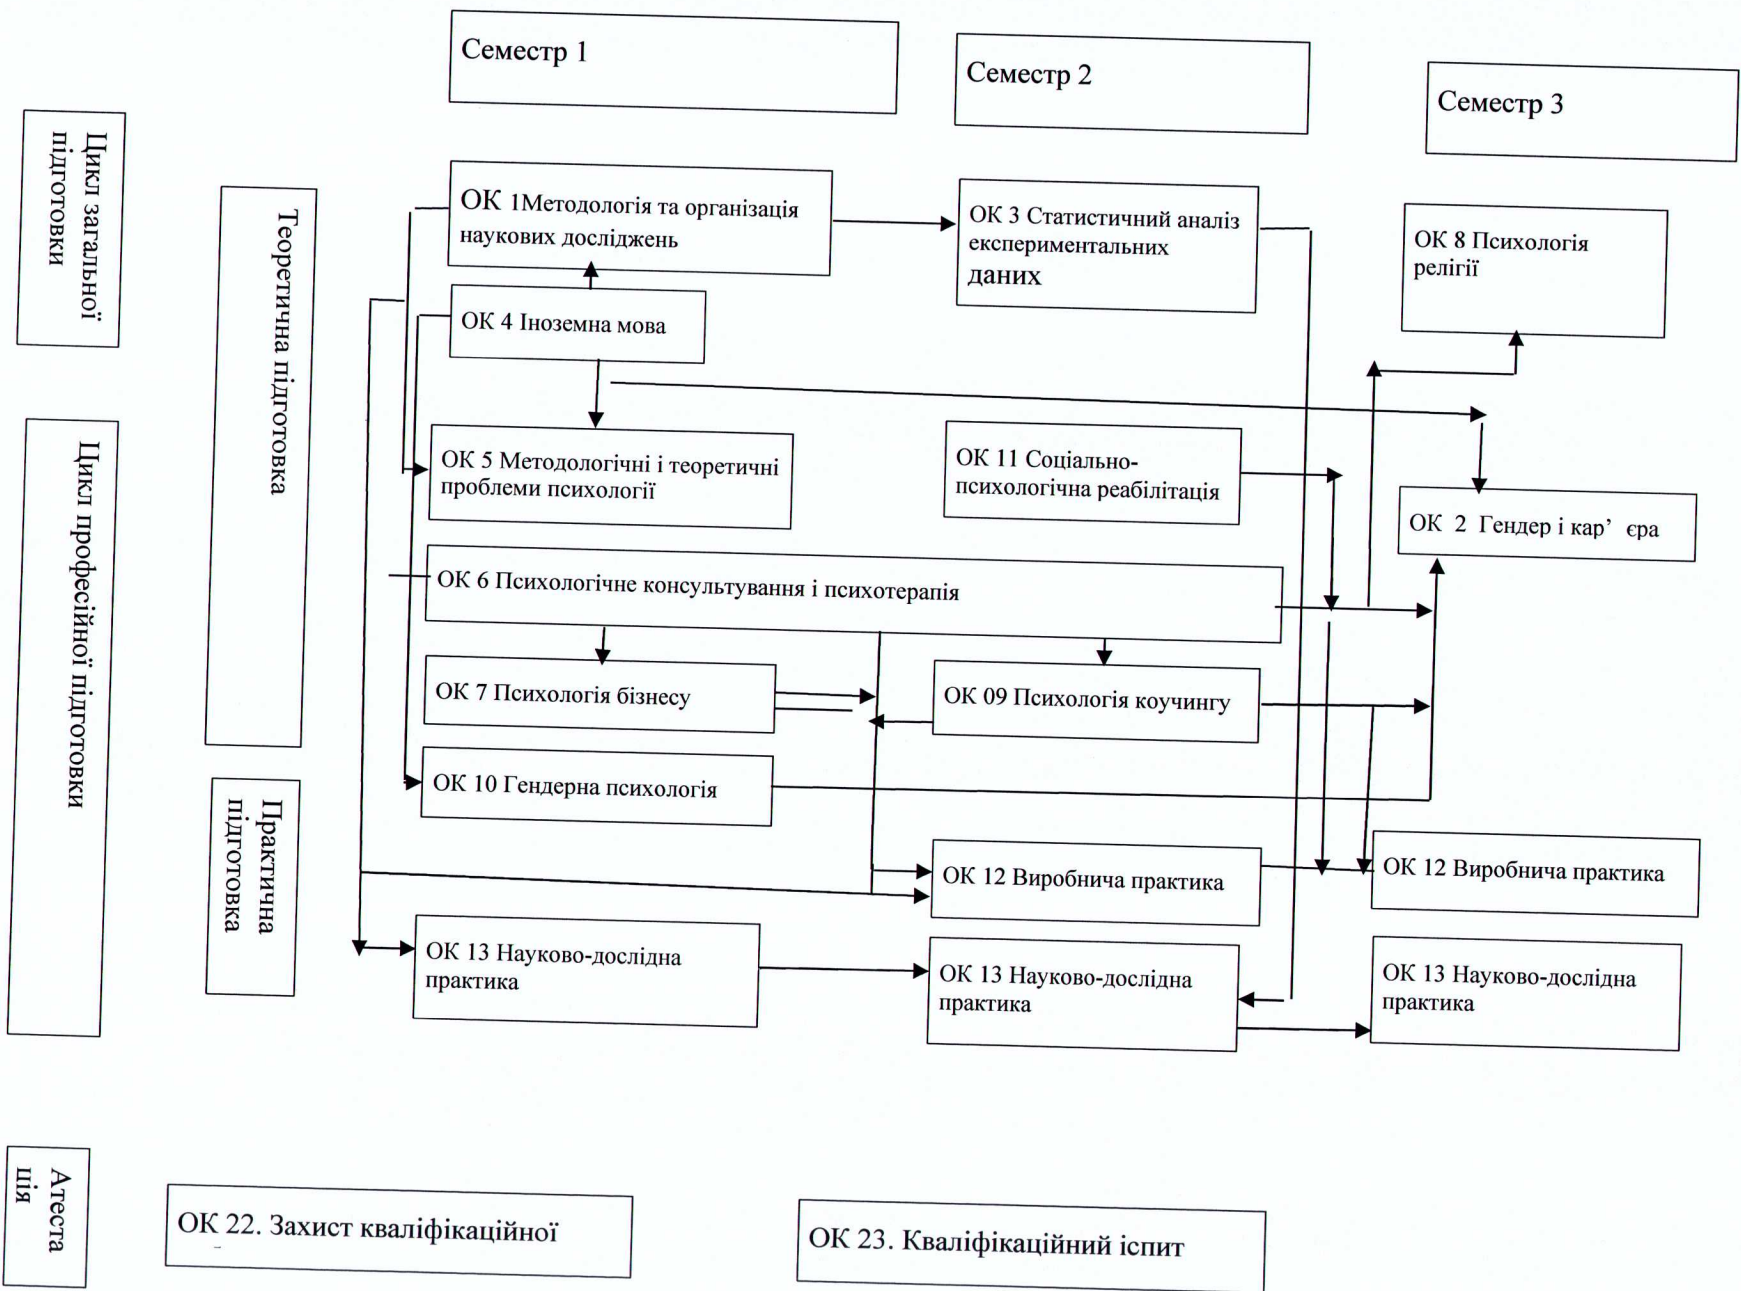 Семестр 1
Семестр 2
Семестр 3
Цикл загальної
підготовки
Теоретична підготовка
ОК 1Методологія та організація
наукових досліджень
ОК 3 Статистичний аналіз
експериментальних
даних
ОК 8 Психологія
релігії
ОК 4 Іноземна мова
Цикл професійної підготовки
ОК 5 Методологічні і теоретичні
проблеми психології
ОК 11 Соціально-
психологічна реабілітація
ОК 2 Гендер і кар’ єра
ОК 6 Психологічне консультування і психотерапія
ОК 7 Психологія бізнесу
ОК 09 Психологія коучингу
ОК 10 Гендерна психологія
Практична
підготовка
ОК 12 Виробнича практика
ОК 12 Виробнича практика
ОК 13 Науково-дослідна
практика
ОК 13 Науково-дослідна
практика
ОК 13 Науково-дослідна
практика
Атеста
ція
ОК 22. Захист кваліфікаційної
ОК 23. Кваліфікаційний іспит